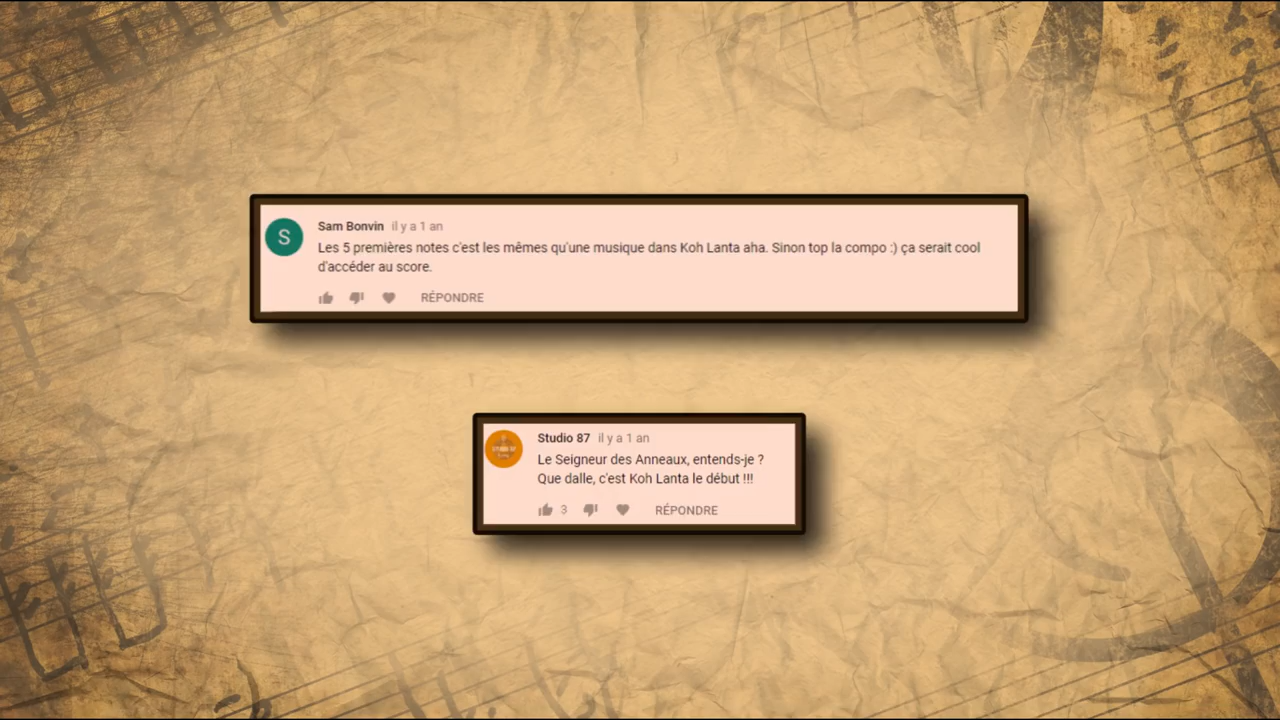 S
Sam Bonvin il y a 1 an
Les 5 premières notes c'est les mêmes qu'une musique dans Koh Lanta aha. Sinon top la compo :) ça serait cool
d'accéder au score.
RÉPONDRE
Studio 87 il y a 1 an
Le Seigneur des Anneaux, entends-je ?
Que dalle, c'est Koh Lanta le début !!!
3 RÉPONDRE